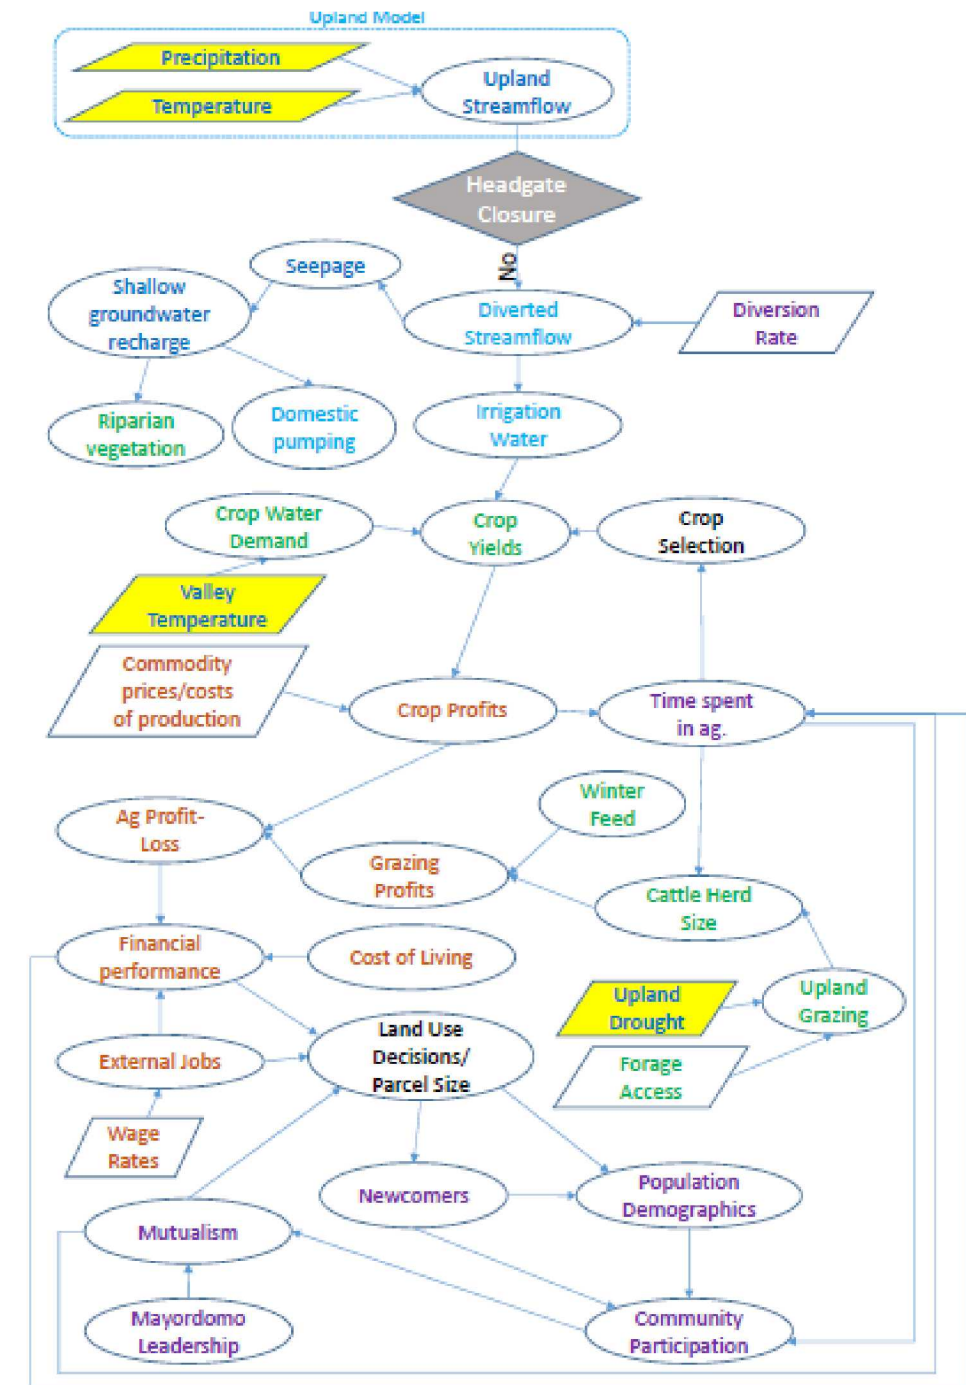 Upland Model
Precipitation
Temperature
Upland
Streamflow
Headgate
Closure
No
Seepage
Shallow
groundwater
recharge
Diverted
Streamflow
Diversion
Rate
Riparian
vegetation
Domestic
pumping
Irrigation
Water
Crop Water
Demand
Crop
Yields
Crop
Selection
Valley
Temperature
Commodity
prices/costs
of production
Crop Profits
Time spent
in ag.
Winter
Feed
Ag Profit-
Loss
Grazing
Profits
Cattle Herd
Size
Financial
performance
Cost of Living
Upland
Drought
Upland
Grazing
External Jobs
Land Use
Decisions/
Parcel Size
Forage
Access
Wage
Rates
Newcomers
Population
Demographics
Mutualism
Mayordomo
Leadership
Community
Participation